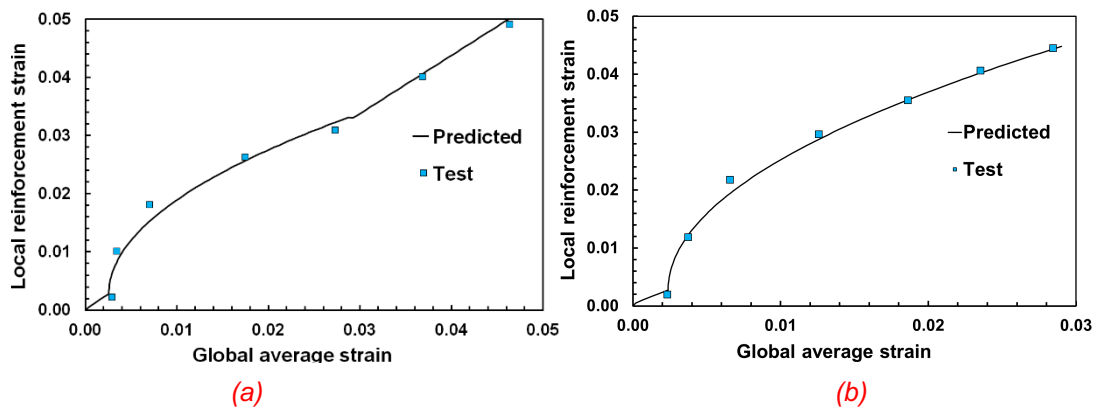 0.05
0.04
0.03
0.02
0.01
0.00
Local reinforcement strain
Predicted
Test
0.00 0.01 0.02 0.03 0.04 0.05
Global average strain
(a)
0.05
0.04
0.03
0.02
0.01
0.00
Local reinforcement strain
Predicted
Test
0.00 0.01 0.02 0.03
Global average strain
(b)